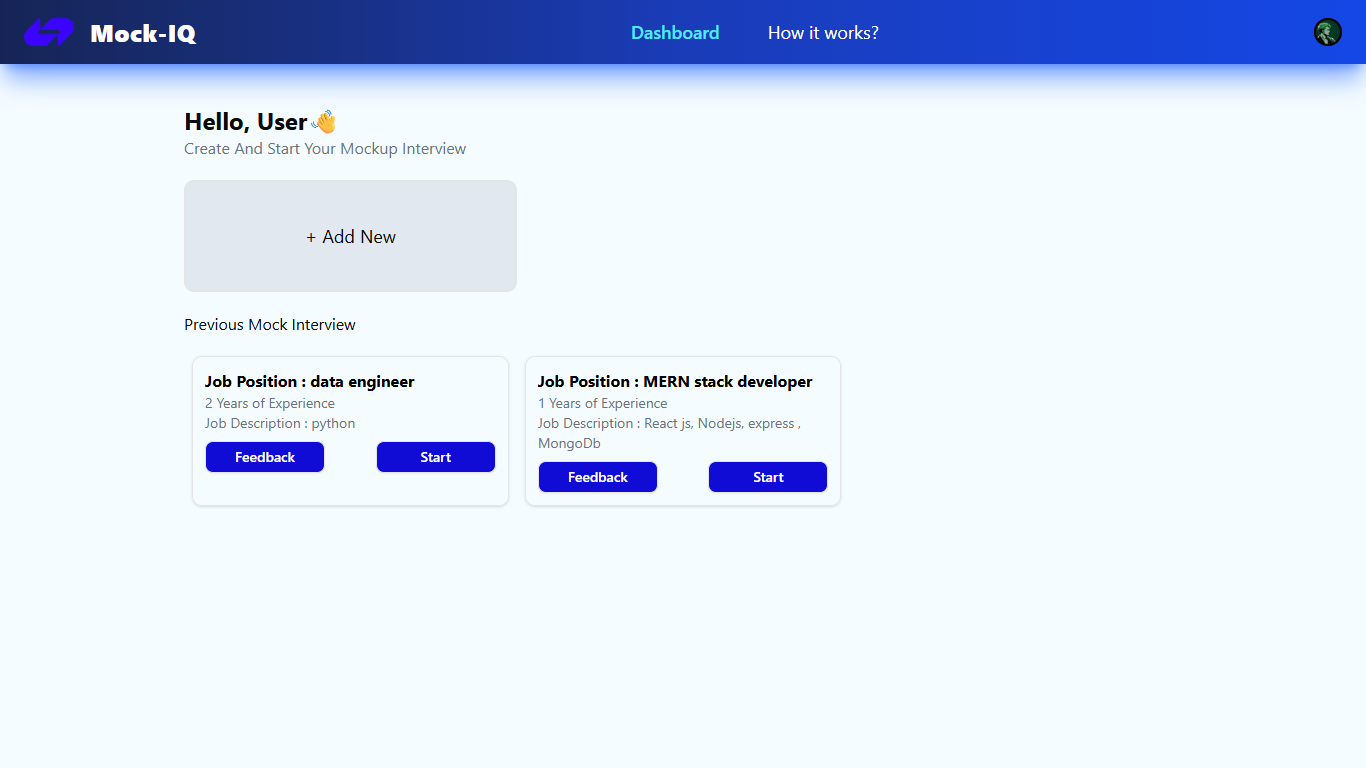 Mock-IQ
Dashboard
How it works?
Hello, User👋
Create And Start Your Mockup Interview
+ Add New
Previous Mock Interview
Job Position : data engineer
2 Years of Experience
Job Description : python
Feedback
Start
Job Position : MERN stack developer
1 Years of Experience
Job Description : React js, Nodejs, express ,
MongoDb
Feedback
Start